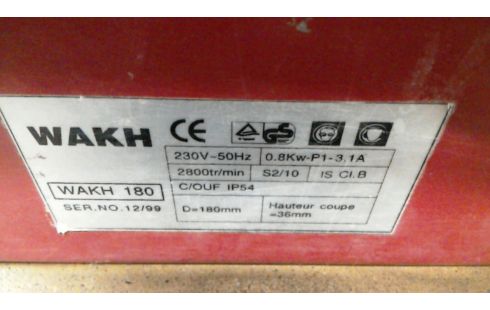 WAKH CE GS
230V~50Hz 0.8Kw-P1-3,1A
2800tr/min S2/10 IS Cl.B
WAKH 180
C/OUF IP54
SER.NO.12/99
D=180mm Hauteur coupe
=36mm